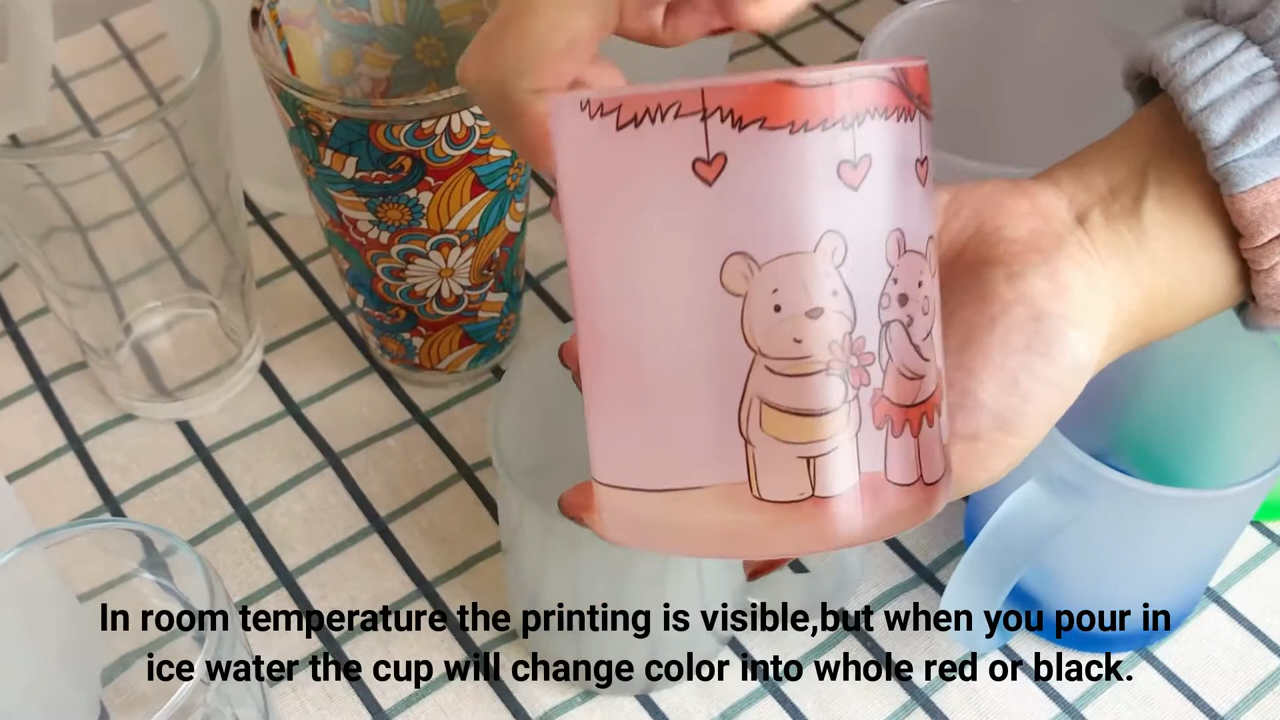 In room temperature the printing is visible,but when you pour in
ice water the cup will change color into whole red or black.